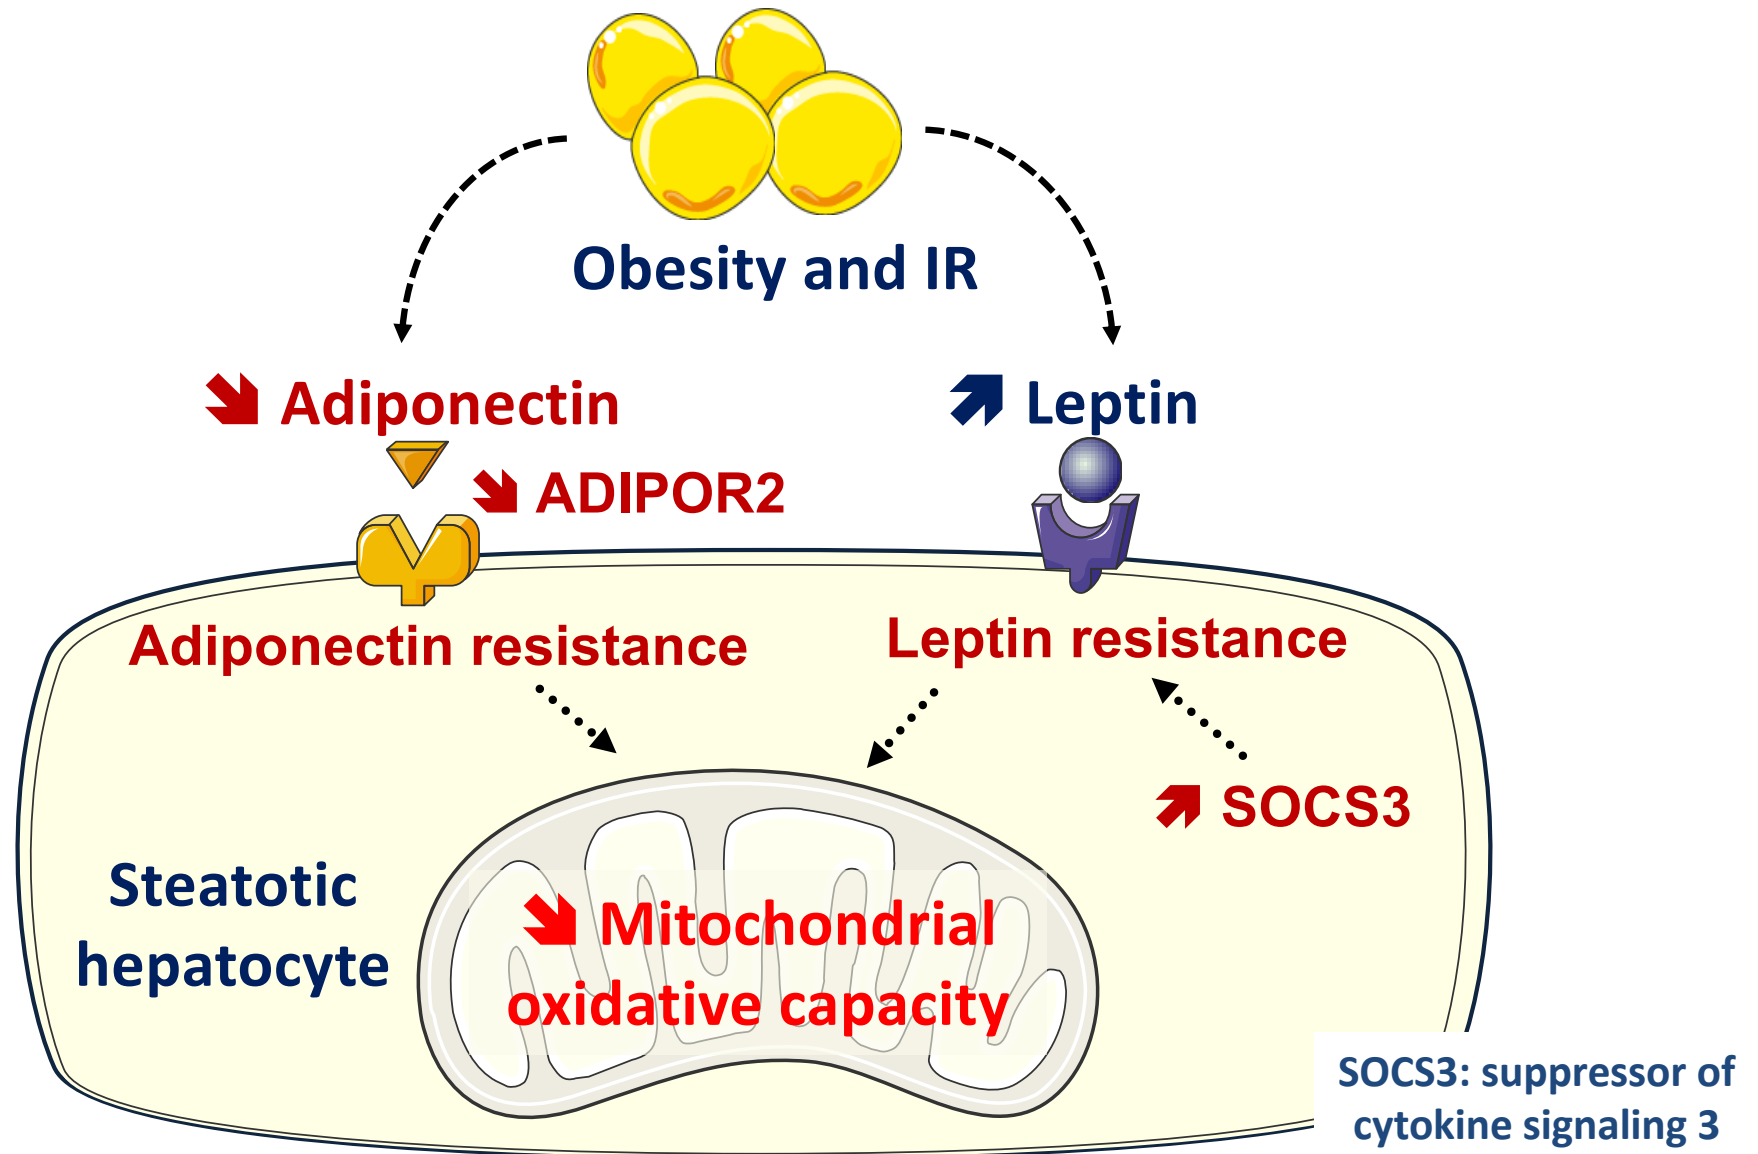 Obesity and IR
Adiponectin
Leptin
ADIPOR2
Adiponectin resistance
Leptin resistance
SOCS3
Steatotic
hepatocyte
Mitochondrial
oxidative capacity
SOCS3: suppressor of
cytokine signaling 3